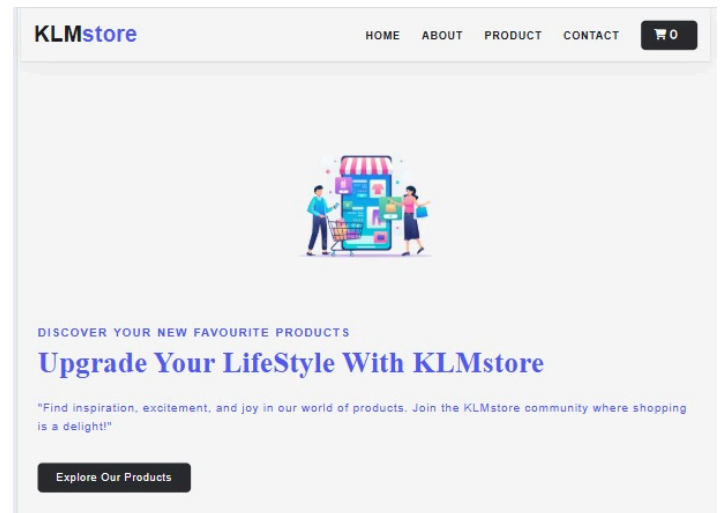 KLMstore
HOME ABOUT PRODUCT CONTACT 0
DISCOVER YOUR NEW FAVOURITE PRODUCTS
Upgrade Your LifeStyle With KLMstore
"Find inspiration, excitement, and joy in our world of products. Join the KLMstore community where shopping
is a delight!"
Explore Our Products